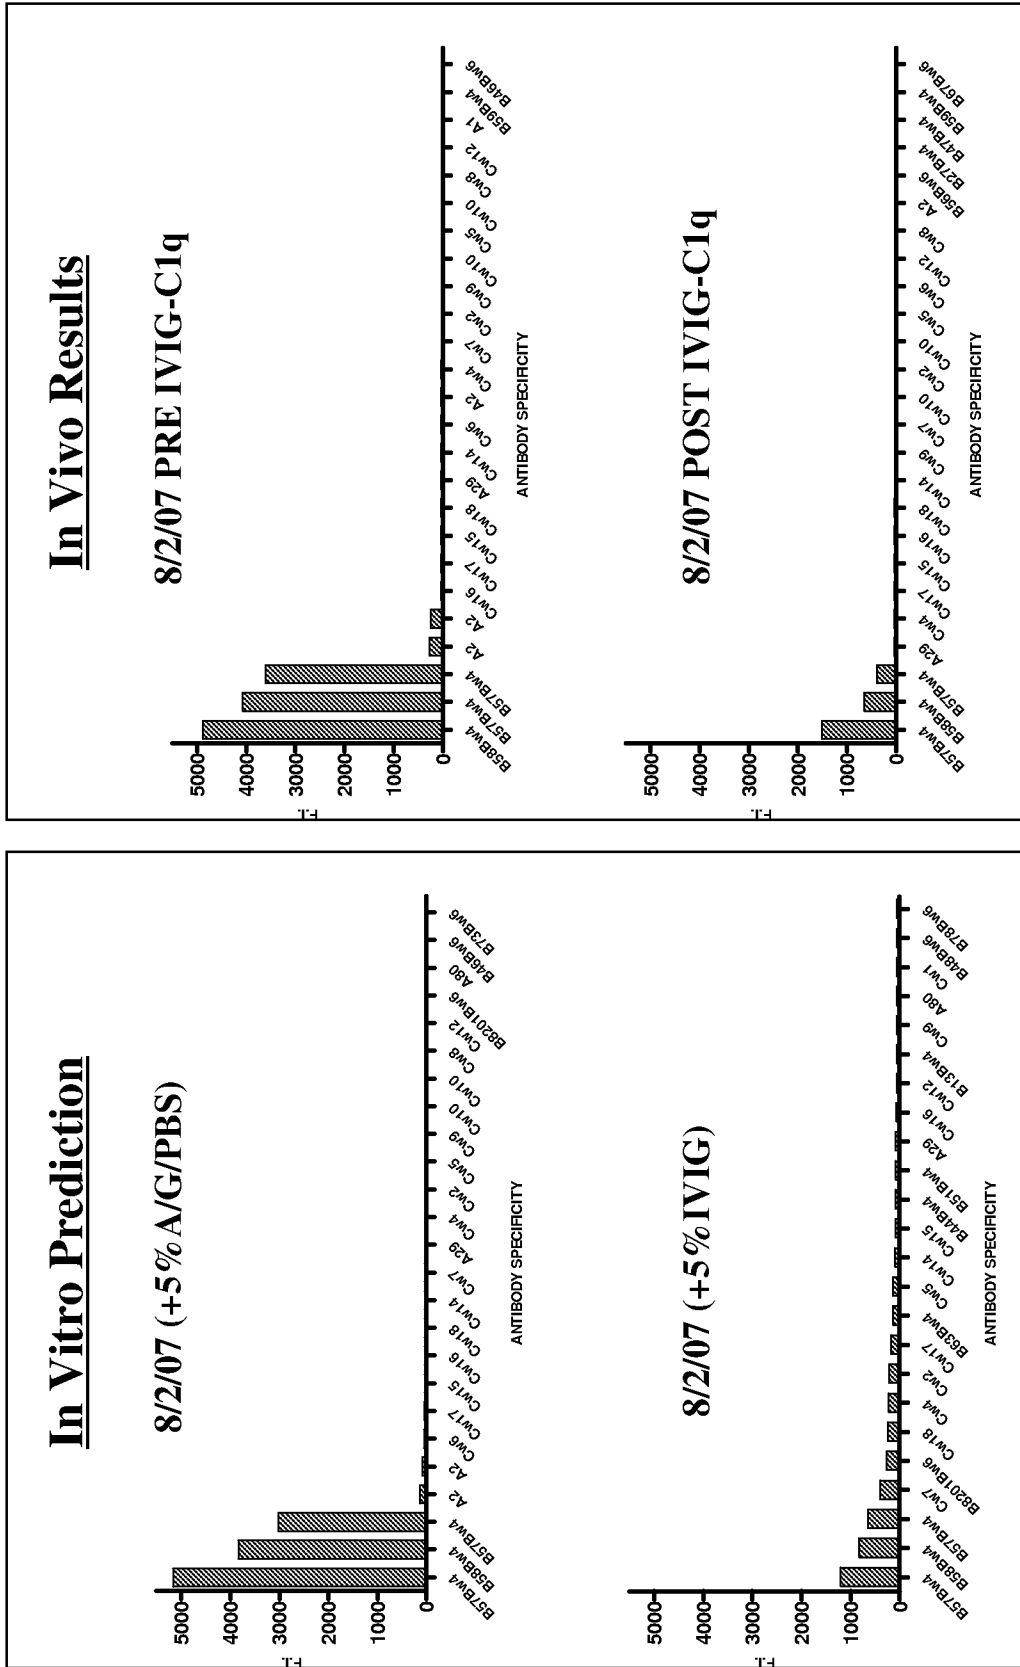 In Vitro Prediction
8/2/07 (+5% A/G/PBS)
5000
4000
3000
2000
1000
0
F.I.
B57Bw4
B58Bw4
B57Bw4
A2
A2
Cw6
Cw17
Cw15
Cw16
Cw18
Cw14
Cw7
A29
Cw4
Cw2
Cw5
Cw9
Cw10
Cw10
Cw8
Cw12
B8201Bw6
A80
B46Bw6
B73Bw6
ANTIBODY SPECIFICITY
8/2/07 (+5% IVIG)
5000
4000
3000
2000
1000
0
F.I.
B57Bw4
B58Bw4
B57Bw4
Cw7
B8201Bw6
Cw18
Cw4
Cw2
Cw17
B63Bw4
Cw5
Cw14
Cw15
B44Bw4
B51Bw4
A29
Cw16
Cw12
B13Bw4
Cw9
A80
Cw1
B48Bw6
B78Bw6
ANTIBODY SPECIFICITY
In Vivo Results
8/2/07 PRE IVIG-C1q
5000
4000
3000
2000
1000
0
F.I.
B58Bw4
B57Bw4
B57Bw4
A2
A2
Cw16
Cw17
Cw15
Cw18
A29
Cw14
Cw6
A2
Cw4
Cw7
Cw2
Cw9
Cw10
Cw5
Cw10
Cw8
Cw12
A1
B59Bw4
B46Bw6
ANTIBODY SPECIFICITY
8/2/07 POST IVIG-C1q
5000
4000
3000
2000
1000
0
F.I.
B57Bw4
B58Bw4
B57Bw4
A29
Cw4
Cw17
Cw15
Cw16
Cw18
Cw14
Cw9
Cw7
Cw10
Cw2
Cw10
Cw5
Cw6
Cw12
Cw8
A2
B56Bw6
B27Bw4
B47Bw4
B59Bw4
B67Bw6
ANTIBODY SPECIFICITY